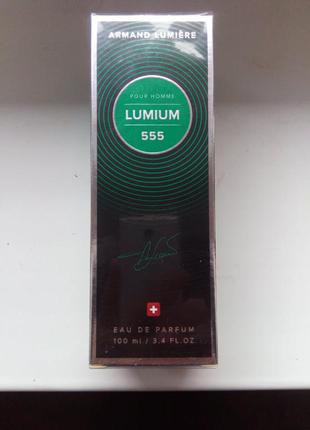 ARMAND LUMIÈRE
POUR HOMME
LUMIUM
555
EAU DE PARFUM
100 ml / 3.4 FL.OZ